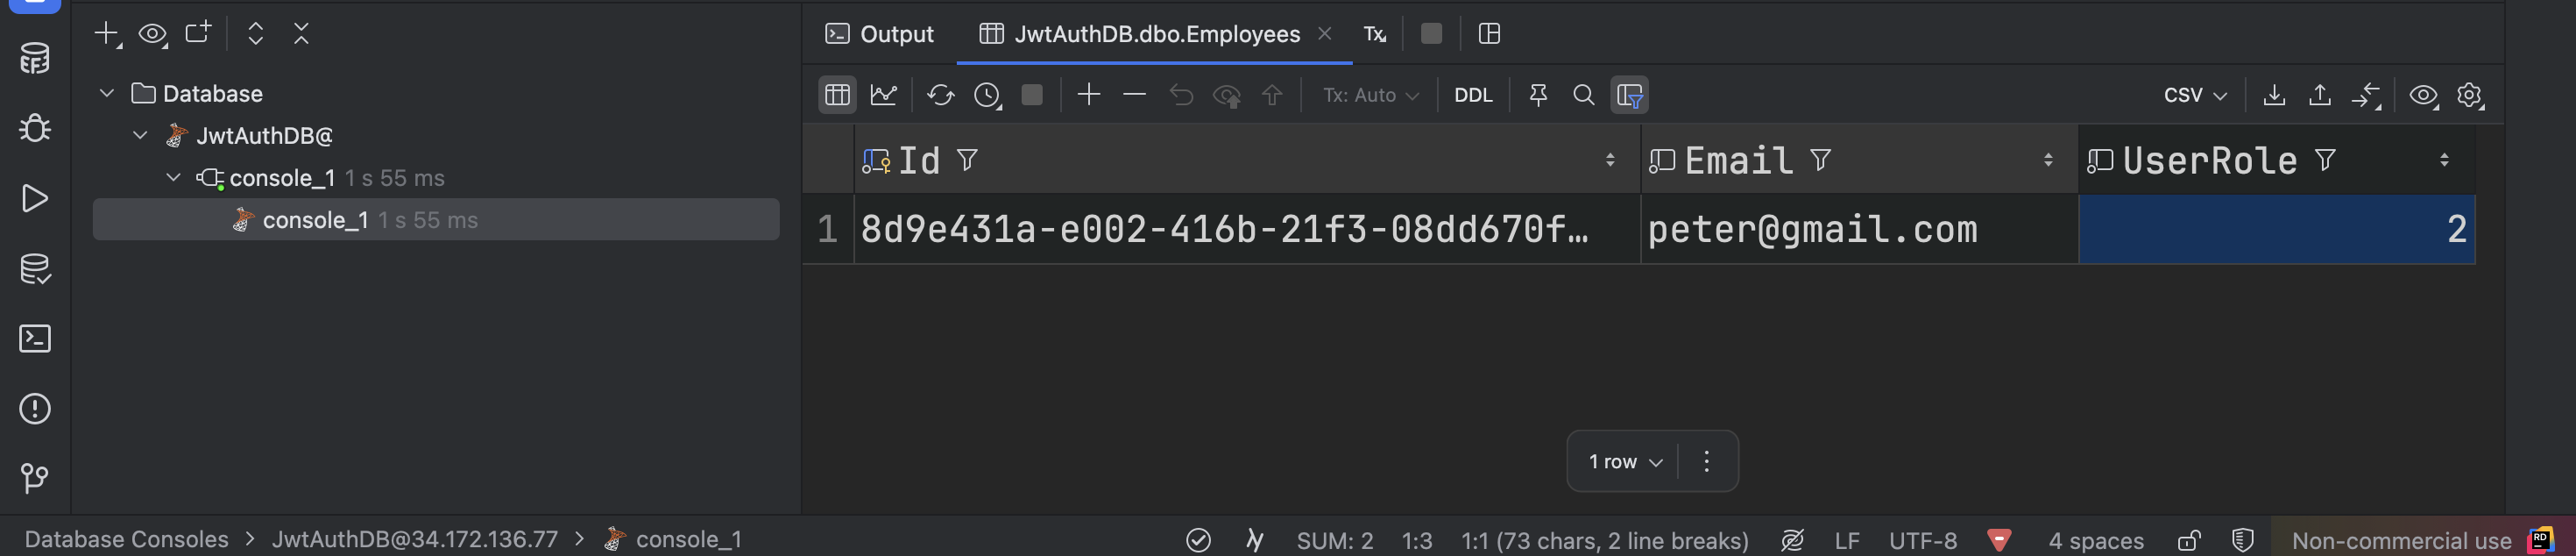 Output
JwtAuthDB.dbo.Employees
Tx
Database
JwtAuthDB@
console_1 1 s 55 ms
console_1 1 s 55 ms
Tx: Auto
DDL
CSV
Id Email UserRole
1 8d9e431a-e002-416b-21f3-08dd670f… peter@gmail.com 2
1 row
Database Consoles > JwtAuthDB@34.172.136.77 > console_1
SUM: 2 1:3 1:1 (73 chars, 2 line breaks) LF UTF-8 4 spaces Non-commercial use RD